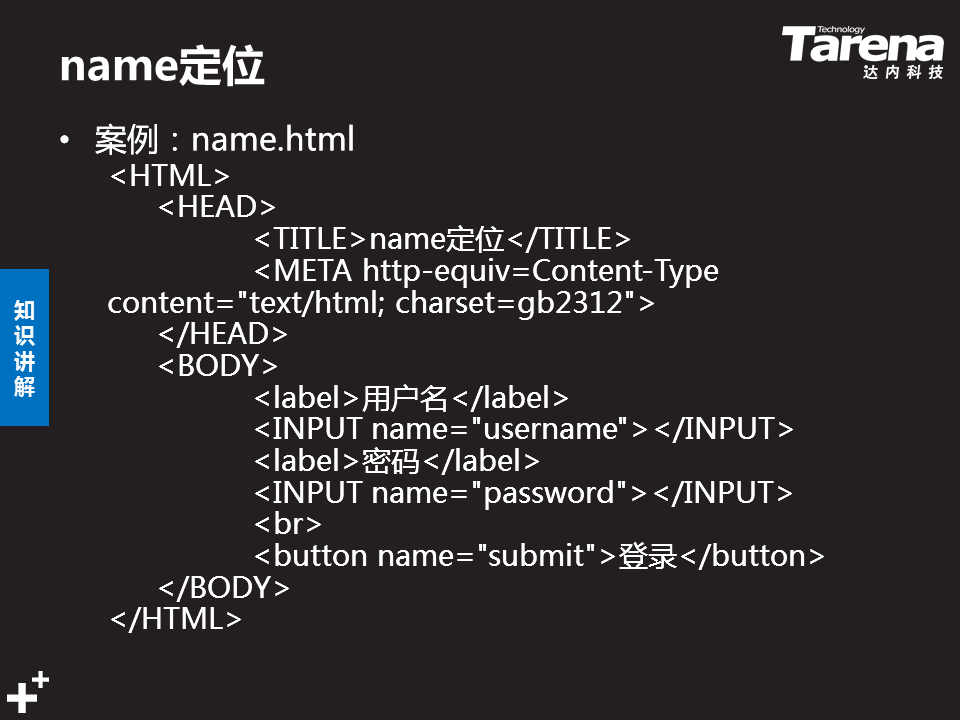 name定位
Technology
Tarena
达内科技
• 案例：name.html
<HTML>
<HEAD>
<TITLE>name定位</TITLE>
<META http-equiv=Content-Type
content="text/html; charset=gb2312">
</HEAD>
<BODY>
<label>用户名</label>
<INPUT name="username"></INPUT>
<label>密码</label>
<INPUT name="password"></INPUT>
<br>
<button name="submit">登录</button>
</BODY>
</HTML>
知识讲解